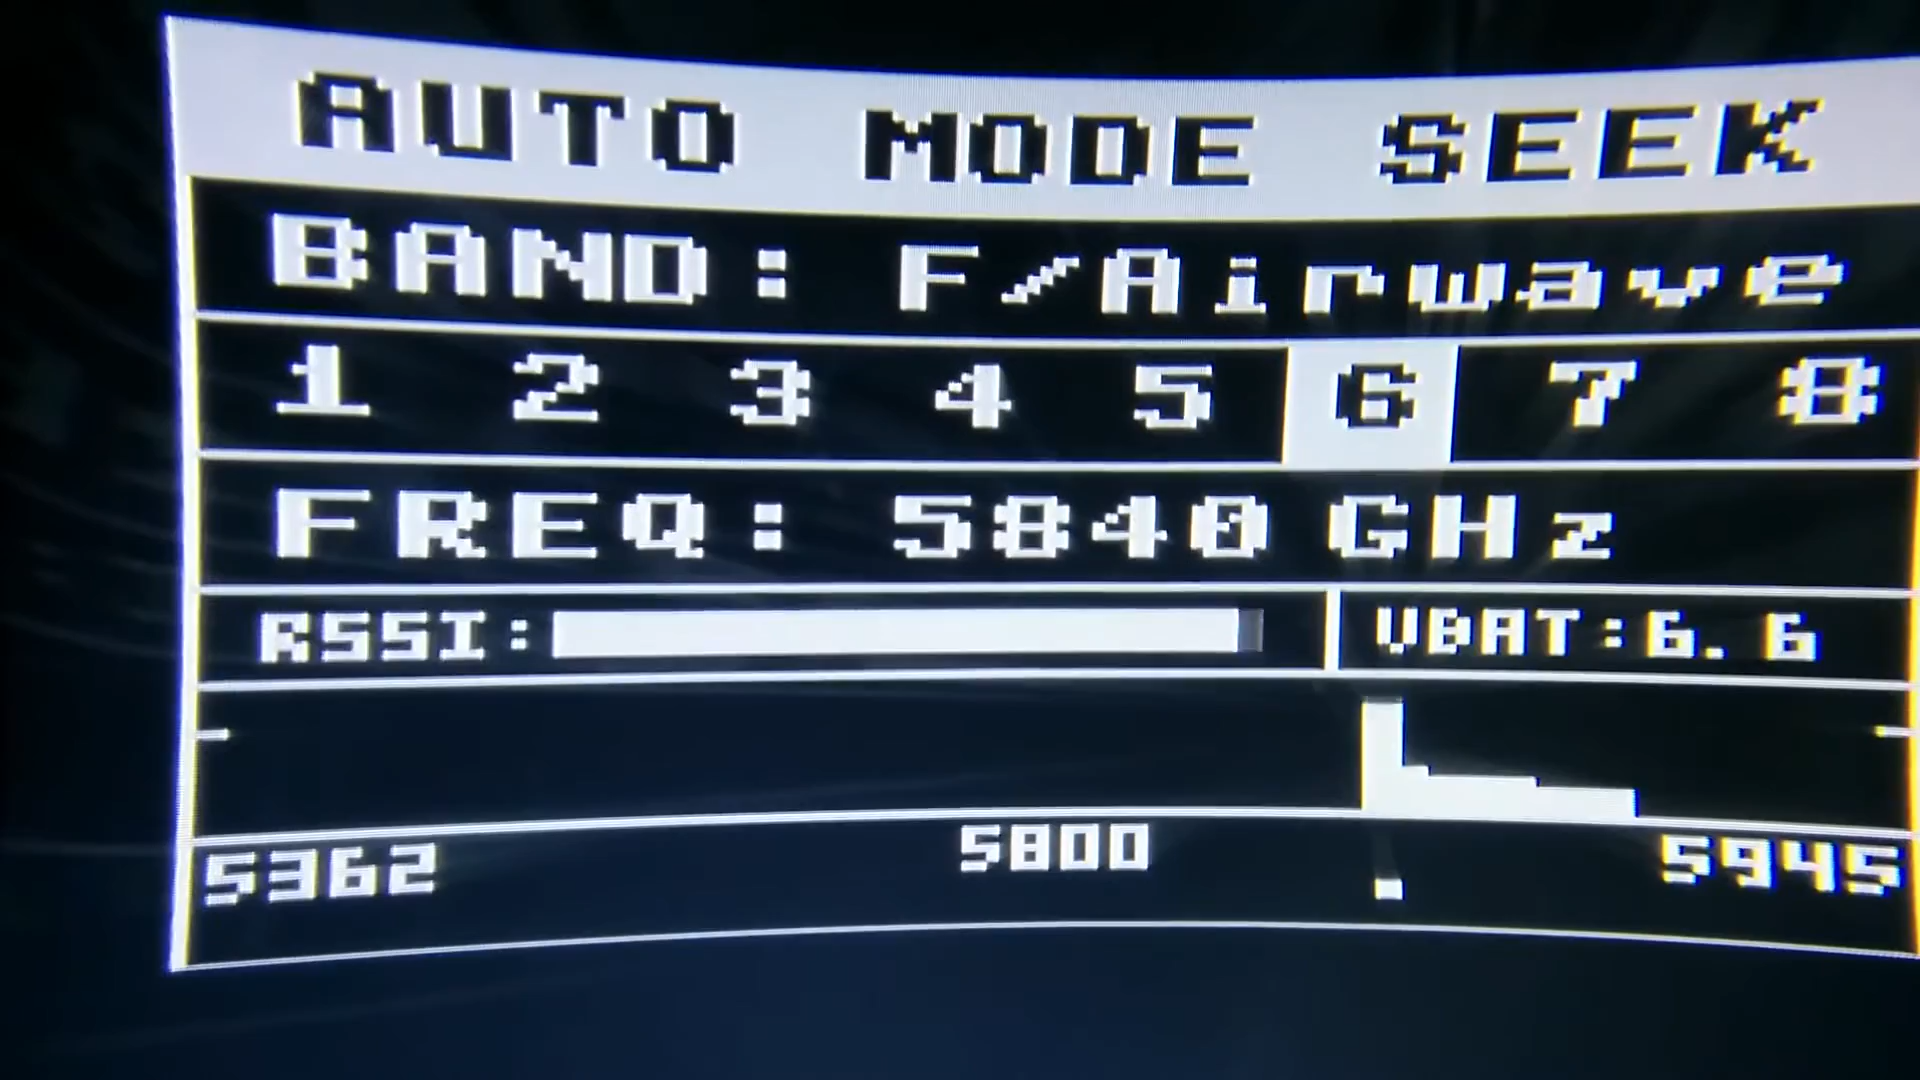 AUTO MODE SEEK
BAND: F/Airwave
1 2 3 4 5 6 7 8
FREQ: 5840 GHz
RSSI: VBAT:6.6
5362 5800 5945